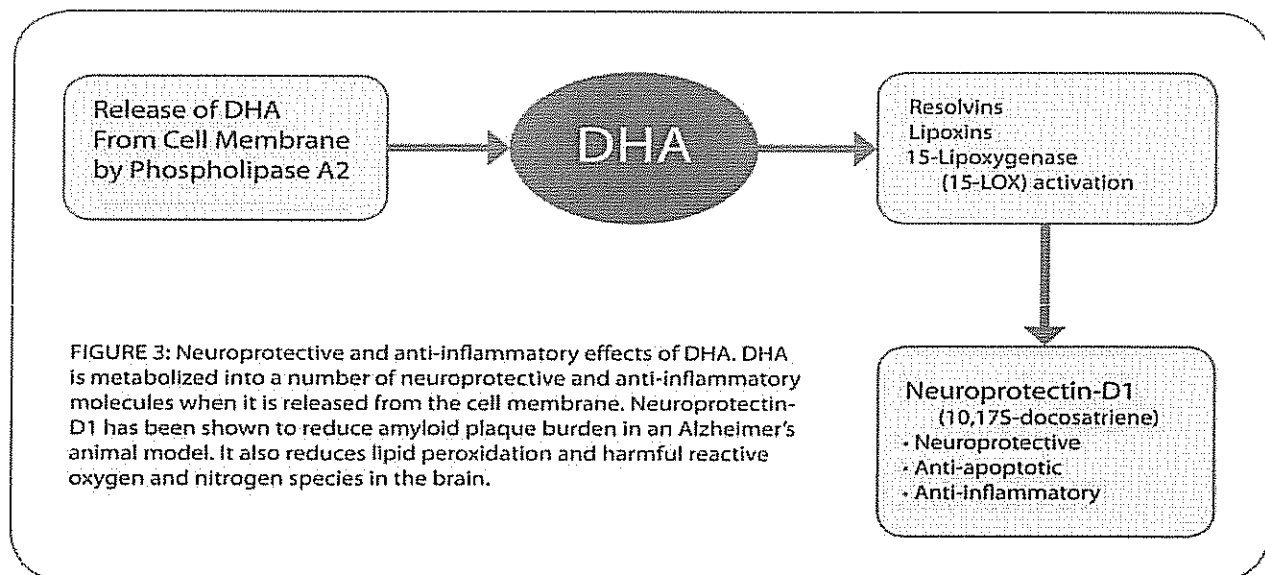 Release of DHA
From Cell Membrane
by Phospholipase A2
DHA
Resolvins
Lipoxins
15-Lipoxygenase
(15-LOX) activation
Neuroprotectin-D1
(10,175-docosatriene)
· Neuroprotective
· Anti-apoptotic
· Anti-inflammatory
FIGURE 3: Neuroprotective and anti-inflammatory effects of DHA. DHA
is metabolized into a number of neuroprotective and anti-inflammatory
molecules when it is released from the cell membrane. Neuroprotectin-
D1 has been shown to reduce amyloid plaque burden in an Alzheimer's
animal model. It also reduces lipid peroxidation and harmful reactive
oxygen and nitrogen species in the brain.